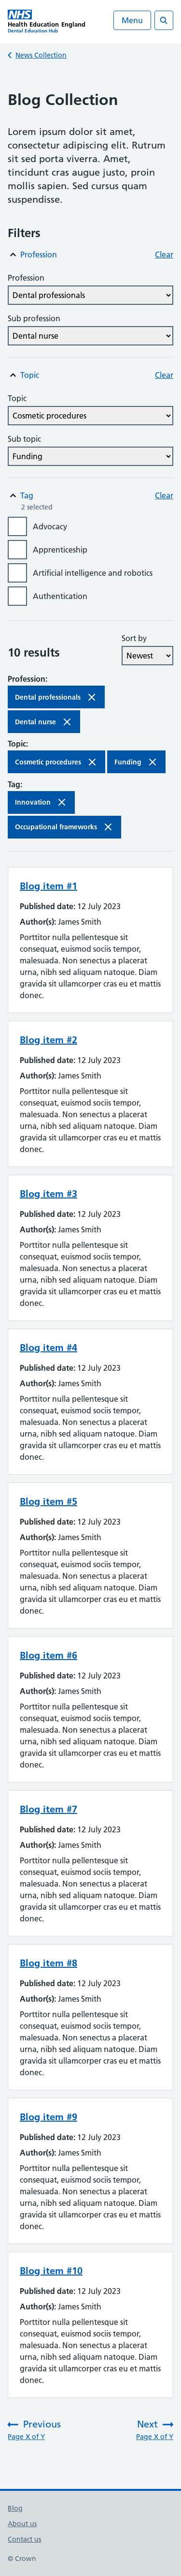 NHS
Health Education England
Dental Education Hub
Menu
News Collection
Blog Collection
Lorem ipsum dolor sit amet,
consectetur adipiscing elit. Rutrum
sit sed porta viverra. Amet,
tincidunt cras augue justo, proin
mollis sapien. Sed cursus quam
suspendisse.
Filters
Profession Clear
Profession
Dental professionals
Sub profession
Dental nurse
Topic Clear
Topic
Cosmetic procedures
Sub topic
Funding
Tag Clear
2 selected
Advocacy
Apprenticeship
Artificial intelligence and robotics
Authentication
Sort by
10 results Newest
Profession:
Dental professionals
Dental nurse
Topic:
Cosmetic procedures Funding
Tag:
Innovation
Occupational frameworks
Blog item #1
Published date: 12 July 2023
Author(s): James Smith
Porttitor nulla pellentesque sit
consequat, euismod sociis tempor,
malesuada. Non senectus a placerat
urna, nibh sed aliquam natoque. Diam
gravida sit ullamcorper cras eu et mattis
donec.
Blog item #2
Published date: 12 July 2023
Author(s): James Smith
Porttitor nulla pellentesque sit
consequat, euismod sociis tempor,
malesuada. Non senectus a placerat
urna, nibh sed aliquam natoque. Diam
gravida sit ullamcorper cras eu et mattis
donec.
Blog item #3
Published date: 12 July 2023
Author(s): James Smith
Porttitor nulla pellentesque sit
consequat, euismod sociis tempor,
malesuada. Non senectus a placerat
urna, nibh sed aliquam natoque. Diam
gravida sit ullamcorper cras eu et mattis
donec.
Blog item #4
Published date: 12 July 2023
Author(s): James Smith
Porttitor nulla pellentesque sit
consequat, euismod sociis tempor,
malesuada. Non senectus a placerat
urna, nibh sed aliquam natoque. Diam
gravida sit ullamcorper cras eu et mattis
donec.
Blog item #5
Published date: 12 July 2023
Author(s): James Smith
Porttitor nulla pellentesque sit
consequat, euismod sociis tempor,
malesuada. Non senectus a placerat
urna, nibh sed aliquam natoque. Diam
gravida sit ullamcorper cras eu et mattis
donec.
Blog item #6
Published date: 12 July 2023
Author(s): James Smith
Porttitor nulla pellentesque sit
consequat, euismod sociis tempor,
malesuada. Non senectus a placerat
urna, nibh sed aliquam natoque. Diam
gravida sit ullamcorper cras eu et mattis
donec.
Blog item #7
Published date: 12 July 2023
Author(s): James Smith
Porttitor nulla pellentesque sit
consequat, euismod sociis tempor,
malesuada. Non senectus a placerat
urna, nibh sed aliquam natoque. Diam
gravida sit ullamcorper cras eu et mattis
donec.
Blog item #8
Published date: 12 July 2023
Author(s): James Smith
Porttitor nulla pellentesque sit
consequat, euismod sociis tempor,
malesuada. Non senectus a placerat
urna, nibh sed aliquam natoque. Diam
gravida sit ullamcorper cras eu et mattis
donec.
Blog item #9
Published date: 12 July 2023
Author(s): James Smith
Porttitor nulla pellentesque sit
consequat, euismod sociis tempor,
malesuada. Non senectus a placerat
urna, nibh sed aliquam natoque. Diam
gravida sit ullamcorper cras eu et mattis
donec.
Blog item #10
Published date: 12 July 2023
Author(s): James Smith
Porttitor nulla pellentesque sit
consequat, euismod sociis tempor,
malesuada. Non senectus a placerat
urna, nibh sed aliquam natoque. Diam
gravida sit ullamcorper cras eu et mattis
donec.
Previous Next
Page X of Y Page X of Y
Blog
About us
Contact us
© Crown